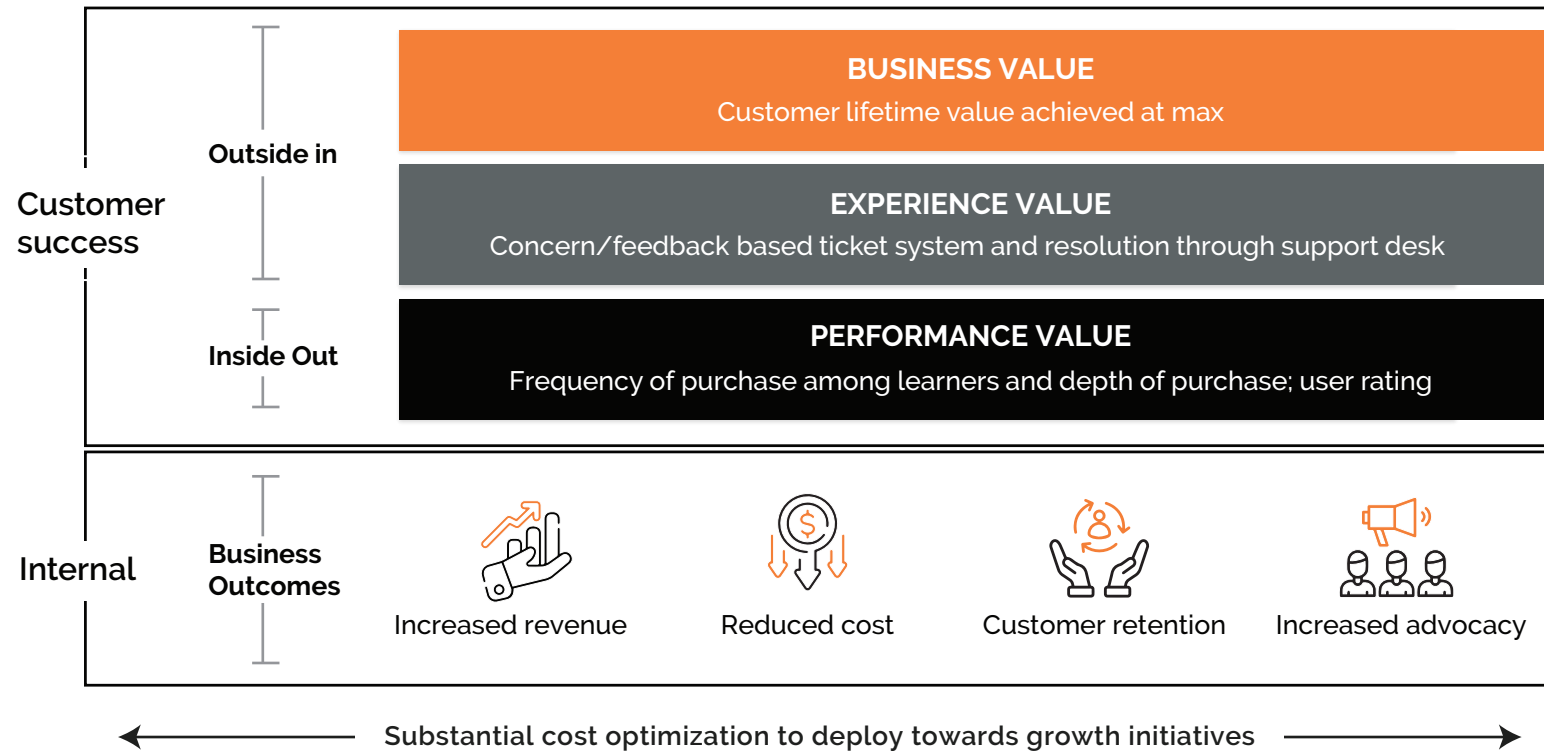 Customer
success
Outside in
BUSINESS VALUE
Customer lifetime value achieved at max
EXPERIENCE VALUE
Concern/feedback based ticket system and resolution through support desk
Inside Out
PERFORMANCE VALUE
Frequency of purchase among learners and depth of purchase; user rating
Internal
Business
Outcomes
$
Increased revenue
Reduced cost
Customer retention
Increased advocacy
Substantial cost optimization to deploy towards growth initiatives